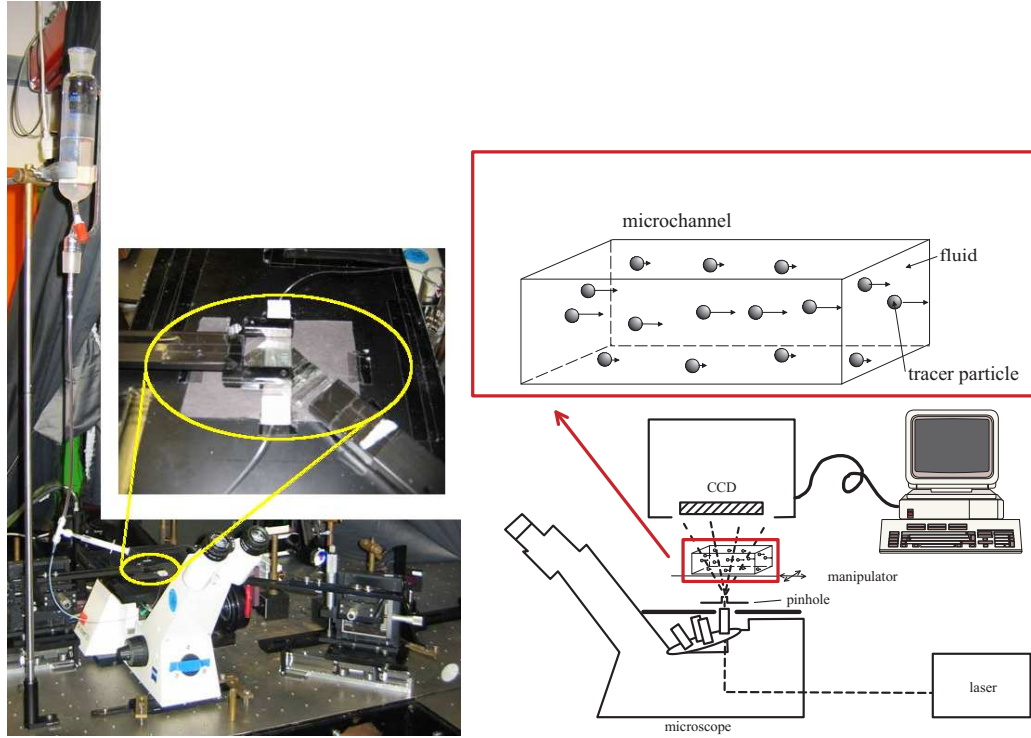 microchannel
fluid
tracer particle
CCD
manipulator
pinhole
laser
microscope